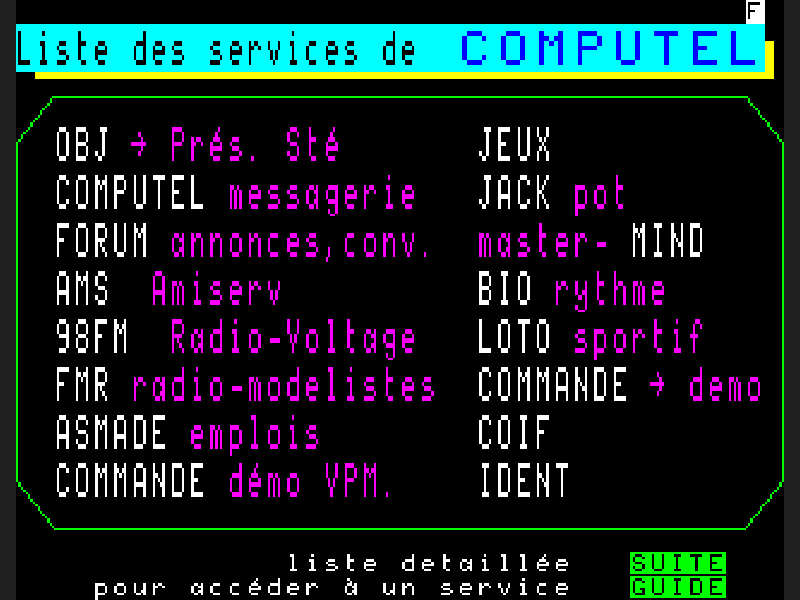 F
Liste des services de COMPUTEL
OBJ → Prés. Sté
COMPUTEL messagerie
FORUM annonces,conv.
AMS Amiserv
98FM Radio-Voltage
FMR radio-modelistes
ASMADE emplois
COMMANDE démo VPM.
JEUX
JACK pot
master- MIND
BIO rythme
LOTO sportif
COMMANDE → demo
COIF
IDENT
liste detaillée SUITE
pour accéder à un service GUIDE